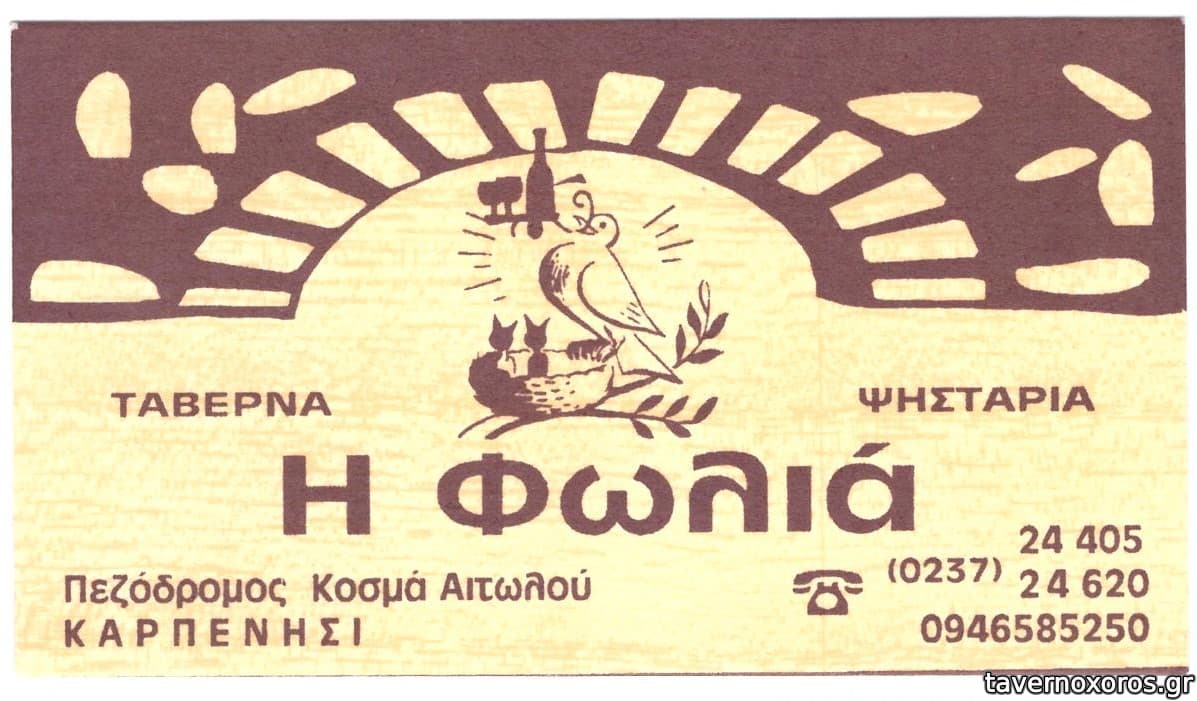 ΤΑΒΕΡΝΑ
ΨΗΣΤΑΡΙΑ
Η Φωλιά
Πεζόδρομος Κοσμά Αιτωλού
ΚΑΡΠΕΝΗΣΙ
24 405
(0237) 24 620
0946585250
tavernoxoros.gr